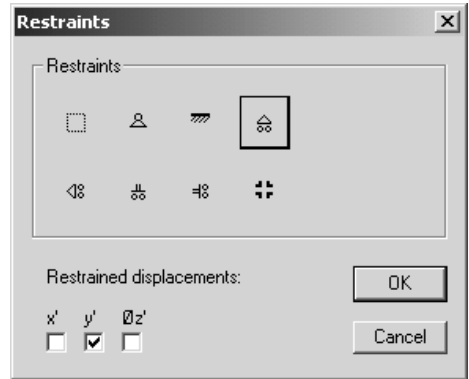 Restraints
Restraints
Restrained displacements:
x' y' Øz'
OK
Cancel